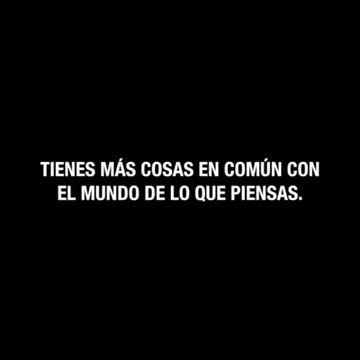 TIENES MÁS COSAS EN COMÚN CON
EL MUNDO DE LO QUE PIENSAS.